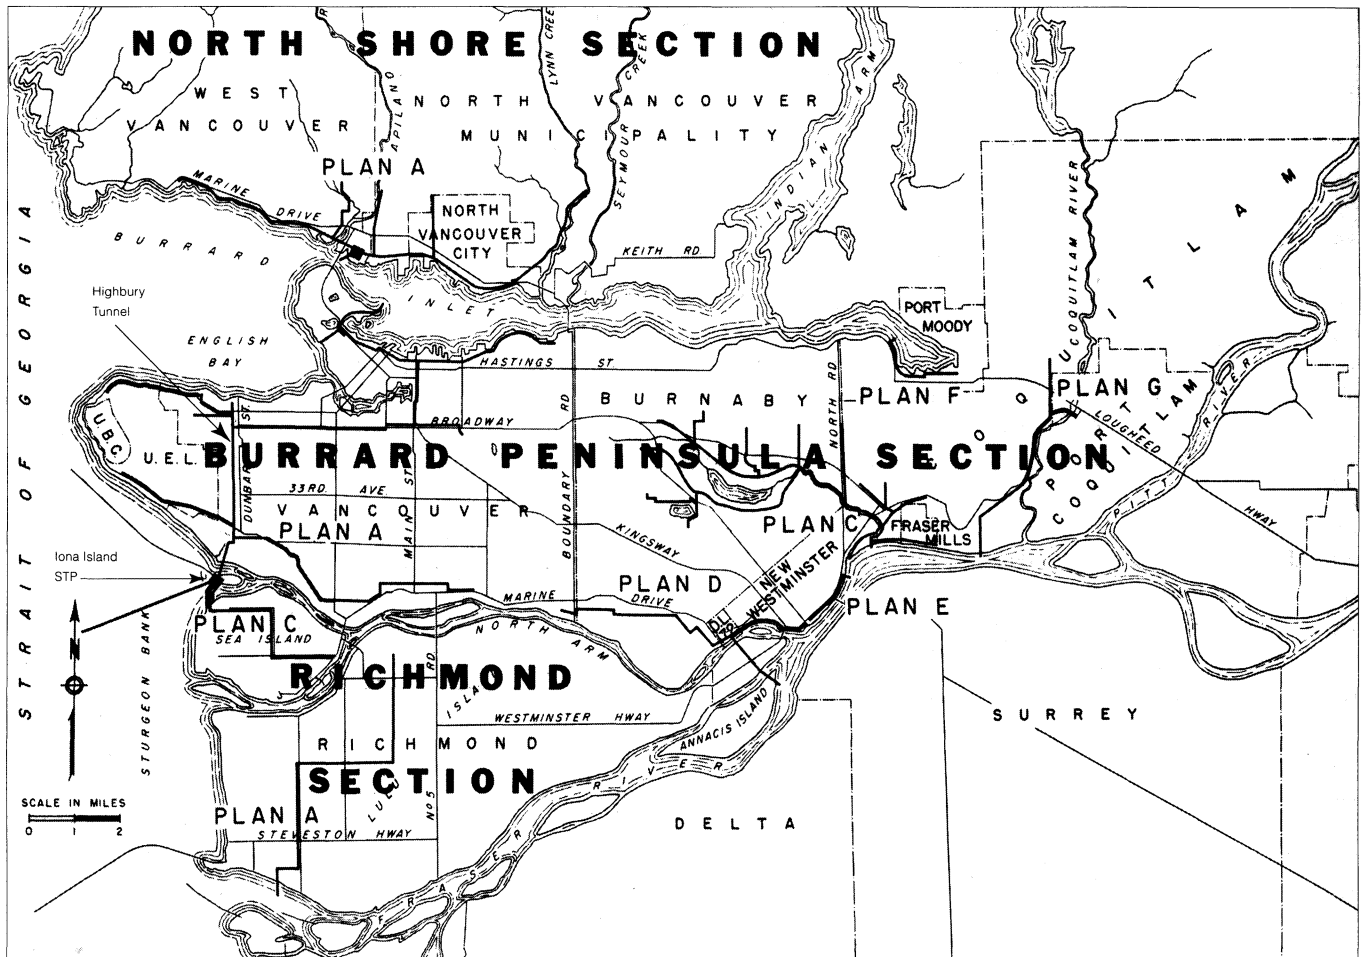 NORTH SHORE SECTION
WEST
VANCOUVER
NORTH VANCOUVER
MUNICIPALITY
LYNN CREEK
SEYMOUR CREEK
INDIAN ARM
PLAN A
MARINE
DRIVE
NORTH
VANCOUVER
CITY
KEITH RD
BURRARD
INLET
STRAIT OF GEORGIA
Highbury
Tunnel
ENGLISH
BAY
HASTINGS ST.
PORT
MOODY
COQUITLAM RIVER
COQUITLAM
PLAN F
PLAN G
PORT
COQUITLAM
LOUGHEED
HWAY
PITT RIVER
U.B.C.
U.E.L.
BURRARD PENINSULA SECTION
BROADWAY
BURNABY
BOUNDARY RD
NORTH RD
DUMBAR ST.
33RD. AVE
VANCOUVER
MAIN ST
PLAN A
KINGSWAY
PLAN C
FRASER
MILLS
NEW
WESTMINSTER
PLAN D
D.L.
172
PLAN E
Iona Island
STP
MARINE
DRIVE
PLAN C
SEA ISLAND
NORTH ARM
N
STURGEON BANK
RICHMOND
SECTION
WESTMINSTER HWAY
RICHMOND
LULU ISLAND
NO 5 RD
ANNACIS ISLAND
SURREY
DELTA
PLAN A
STEVESTON HWAY
FRASER RIVER
SCALE IN MILES
0 1 2